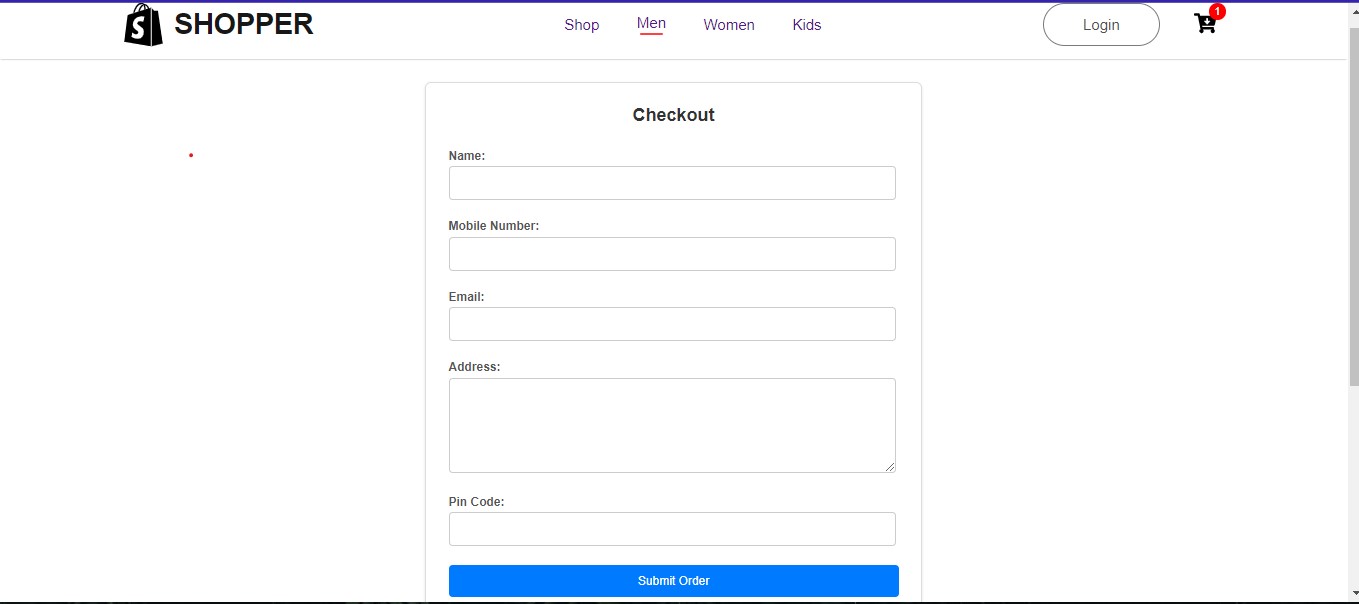 SHOPPER
Shop Men Women Kids Login 1
Checkout
Name:
Mobile Number:
Email:
Address:
Pin Code:
Submit Order